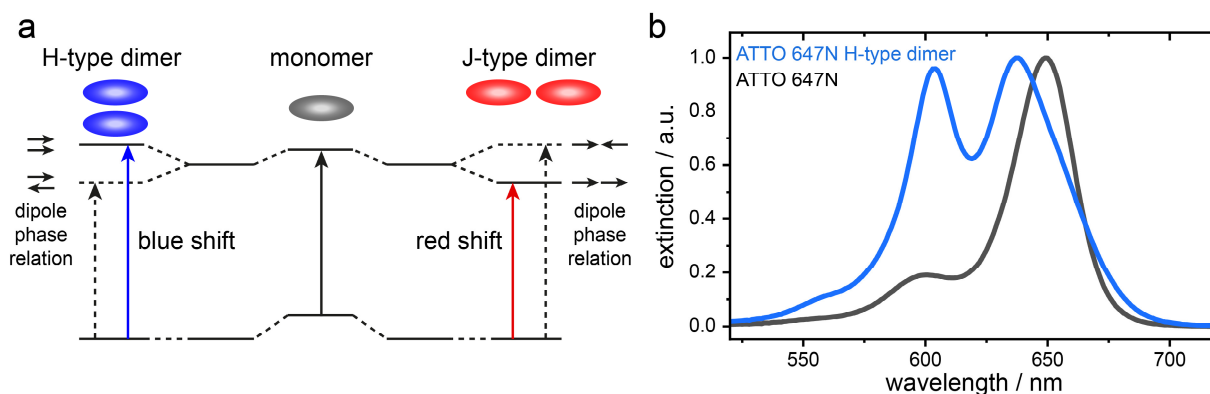 a
H-type dimer
monomer
J-type dimer
dipole
phase
relation
blue shift
red shift
dipole
phase
relation
b
ATTO 647N H-type dimer
ATTO 647N
1.0
0.8
0.6
0.4
0.2
0.0
extinction / a.u.
550
600
650
700
wavelength / nm